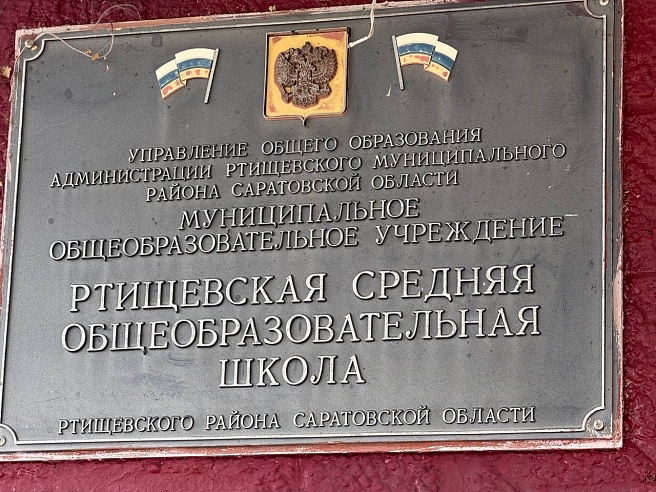 УПРАВЛЕНИЕ ОБЩЕГО ОБРАЗОВАНИЯ
АДМИНИСТРАЦИИ РТИЩЕВСКОГО МУНИЦИПАЛЬНОГО
РАЙОНА САРАТОВСКОЙ ОБЛАСТИ
МУНИЦИПАЛЬНОЕ
ОБЩЕОБРАЗОВАТЕЛЬНОЕ УЧРЕЖДЕНИЕ
РТИЩЕВСКАЯ СРЕДНЯЯ
ОБЩЕОБРАЗОВАТЕЛЬНАЯ
ШКОЛА
РТИЩЕВСКОГО РАЙОНА САРАТОВСКОЙ ОБЛАСТИ